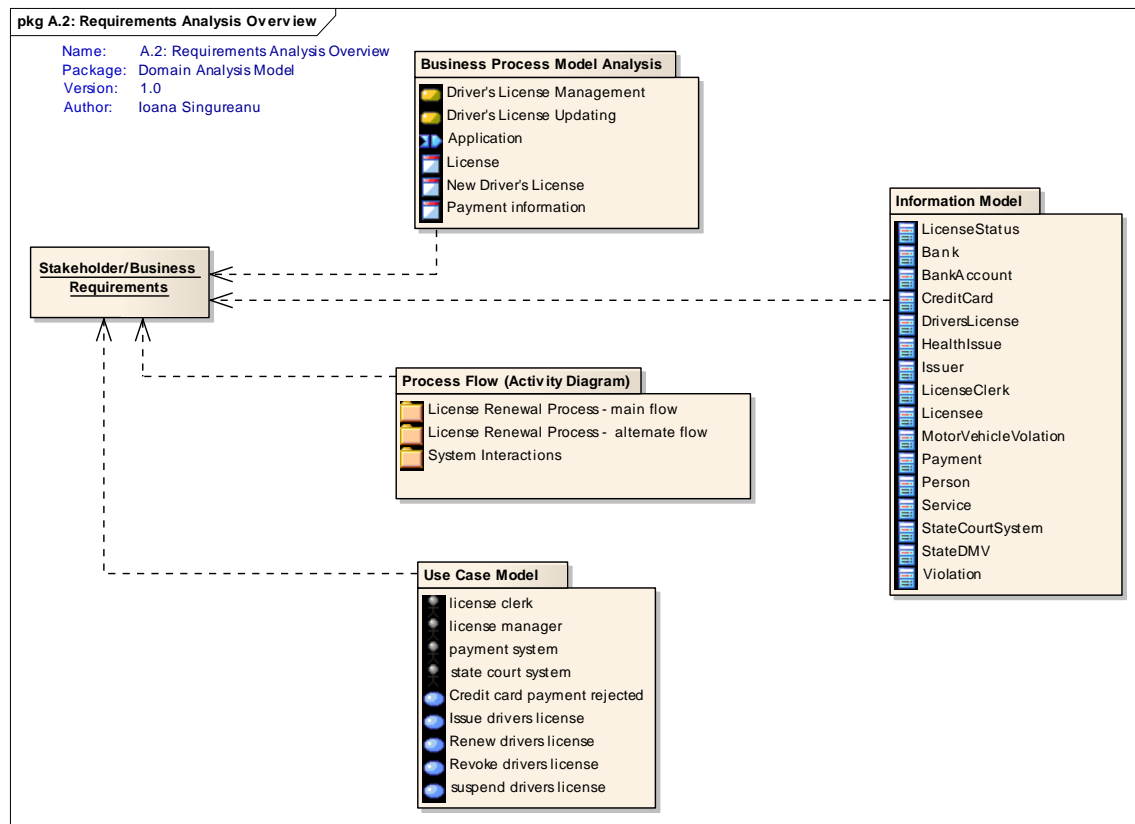 pkg A.2: Requirements Analysis Overview
Name: A.2: Requirements Analysis Overview
Package: Domain Analysis Model
Version: 1.0
Author: Ioana Singureanu
Business Process Model Analysis
Driver's License Management
Driver's License Updating
Application
License
New Driver's License
Payment information
Information Model
LicenseStatus
Bank
BankAccount
CreditCard
DriversLicense
HealthIssue
Issuer
LicenseClerk
Licensee
MotorVehicleVolation
Payment
Person
Service
StateCourtSystem
StateDMV
Violation
Stakeholder/Business
Requirements
Process Flow (Activity Diagram)
License Renewal Process - main flow
License Renewal Process - alternate flow
System Interactions
Use Case Model
license clerk
license manager
payment system
state court system
Credit card payment rejected
Issue drivers license
Renew drivers license
Revoke drivers license
suspend drivers license